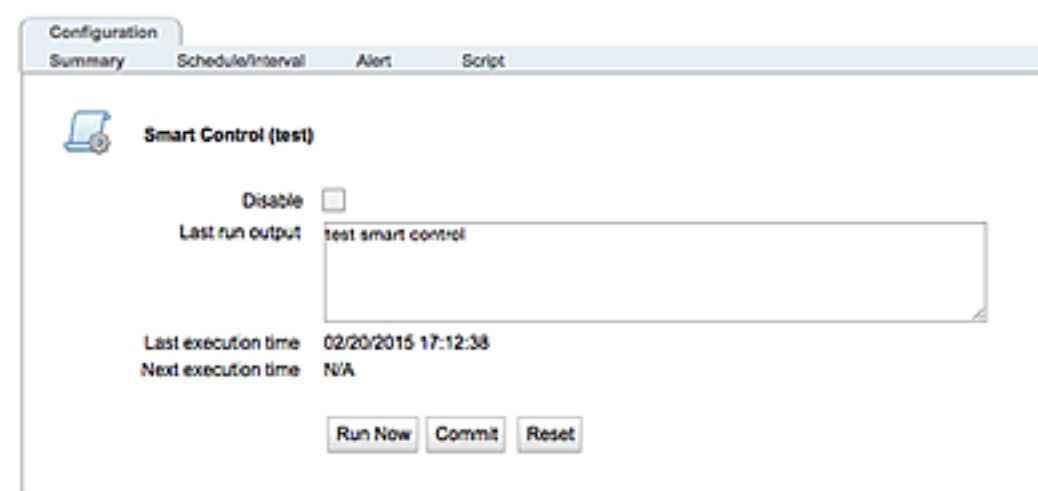 Configuration
Summary Schedule/Interval Alert Script
Smart Control (test)
Disable
Last run output test smart control
Last execution time 02/20/2015 17:12:38
Next execution time N/A
Run Now Commit Reset